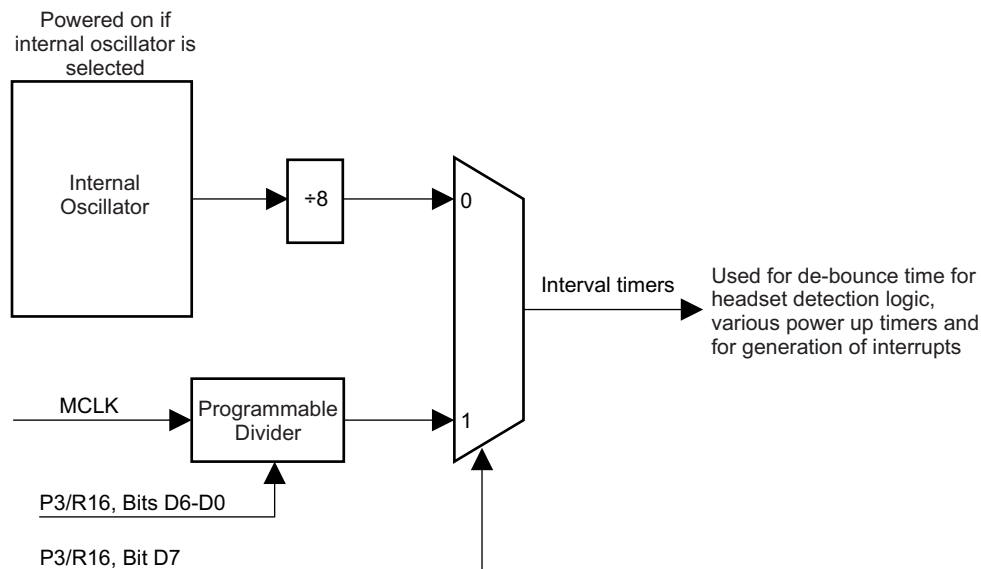 Powered on if
internal oscillator is
selected
Internal
Oscillator
÷8
0
Interval timers
Used for de-bounce time for
headset detection logic,
various power up timers and
for generation of interrupts
MCLK
Programmable
Divider
1
P3/R16, Bits D6-D0
P3/R16, Bit D7